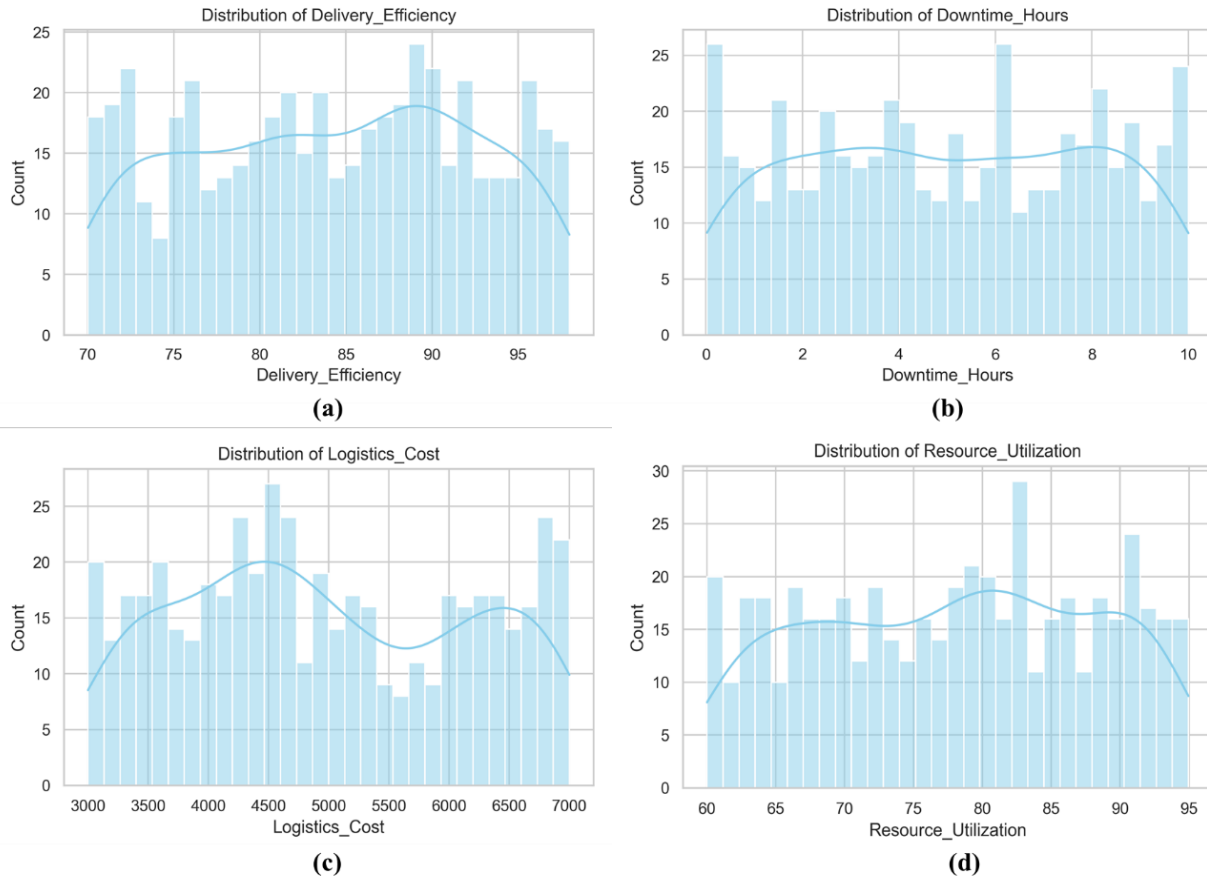 Distribution of Delivery_Efficiency
Count
25
20
15
10
5
0
70 75 80 85 90 95
Delivery_Efficiency
(a)
Distribution of Downtime_Hours
Count
25
20
15
10
5
0
0 2 4 6 8 10
Downtime_Hours
(b)
Distribution of Logistics_Cost
Count
25
20
15
10
5
0
3000 3500 4000 4500 5000 5500 6000 6500 7000
Logistics_Cost
(c)
Distribution of Resource_Utilization
Count
30
25
20
15
10
5
0
60 65 70 75 80 85 90 95
Resource_Utilization
(d)